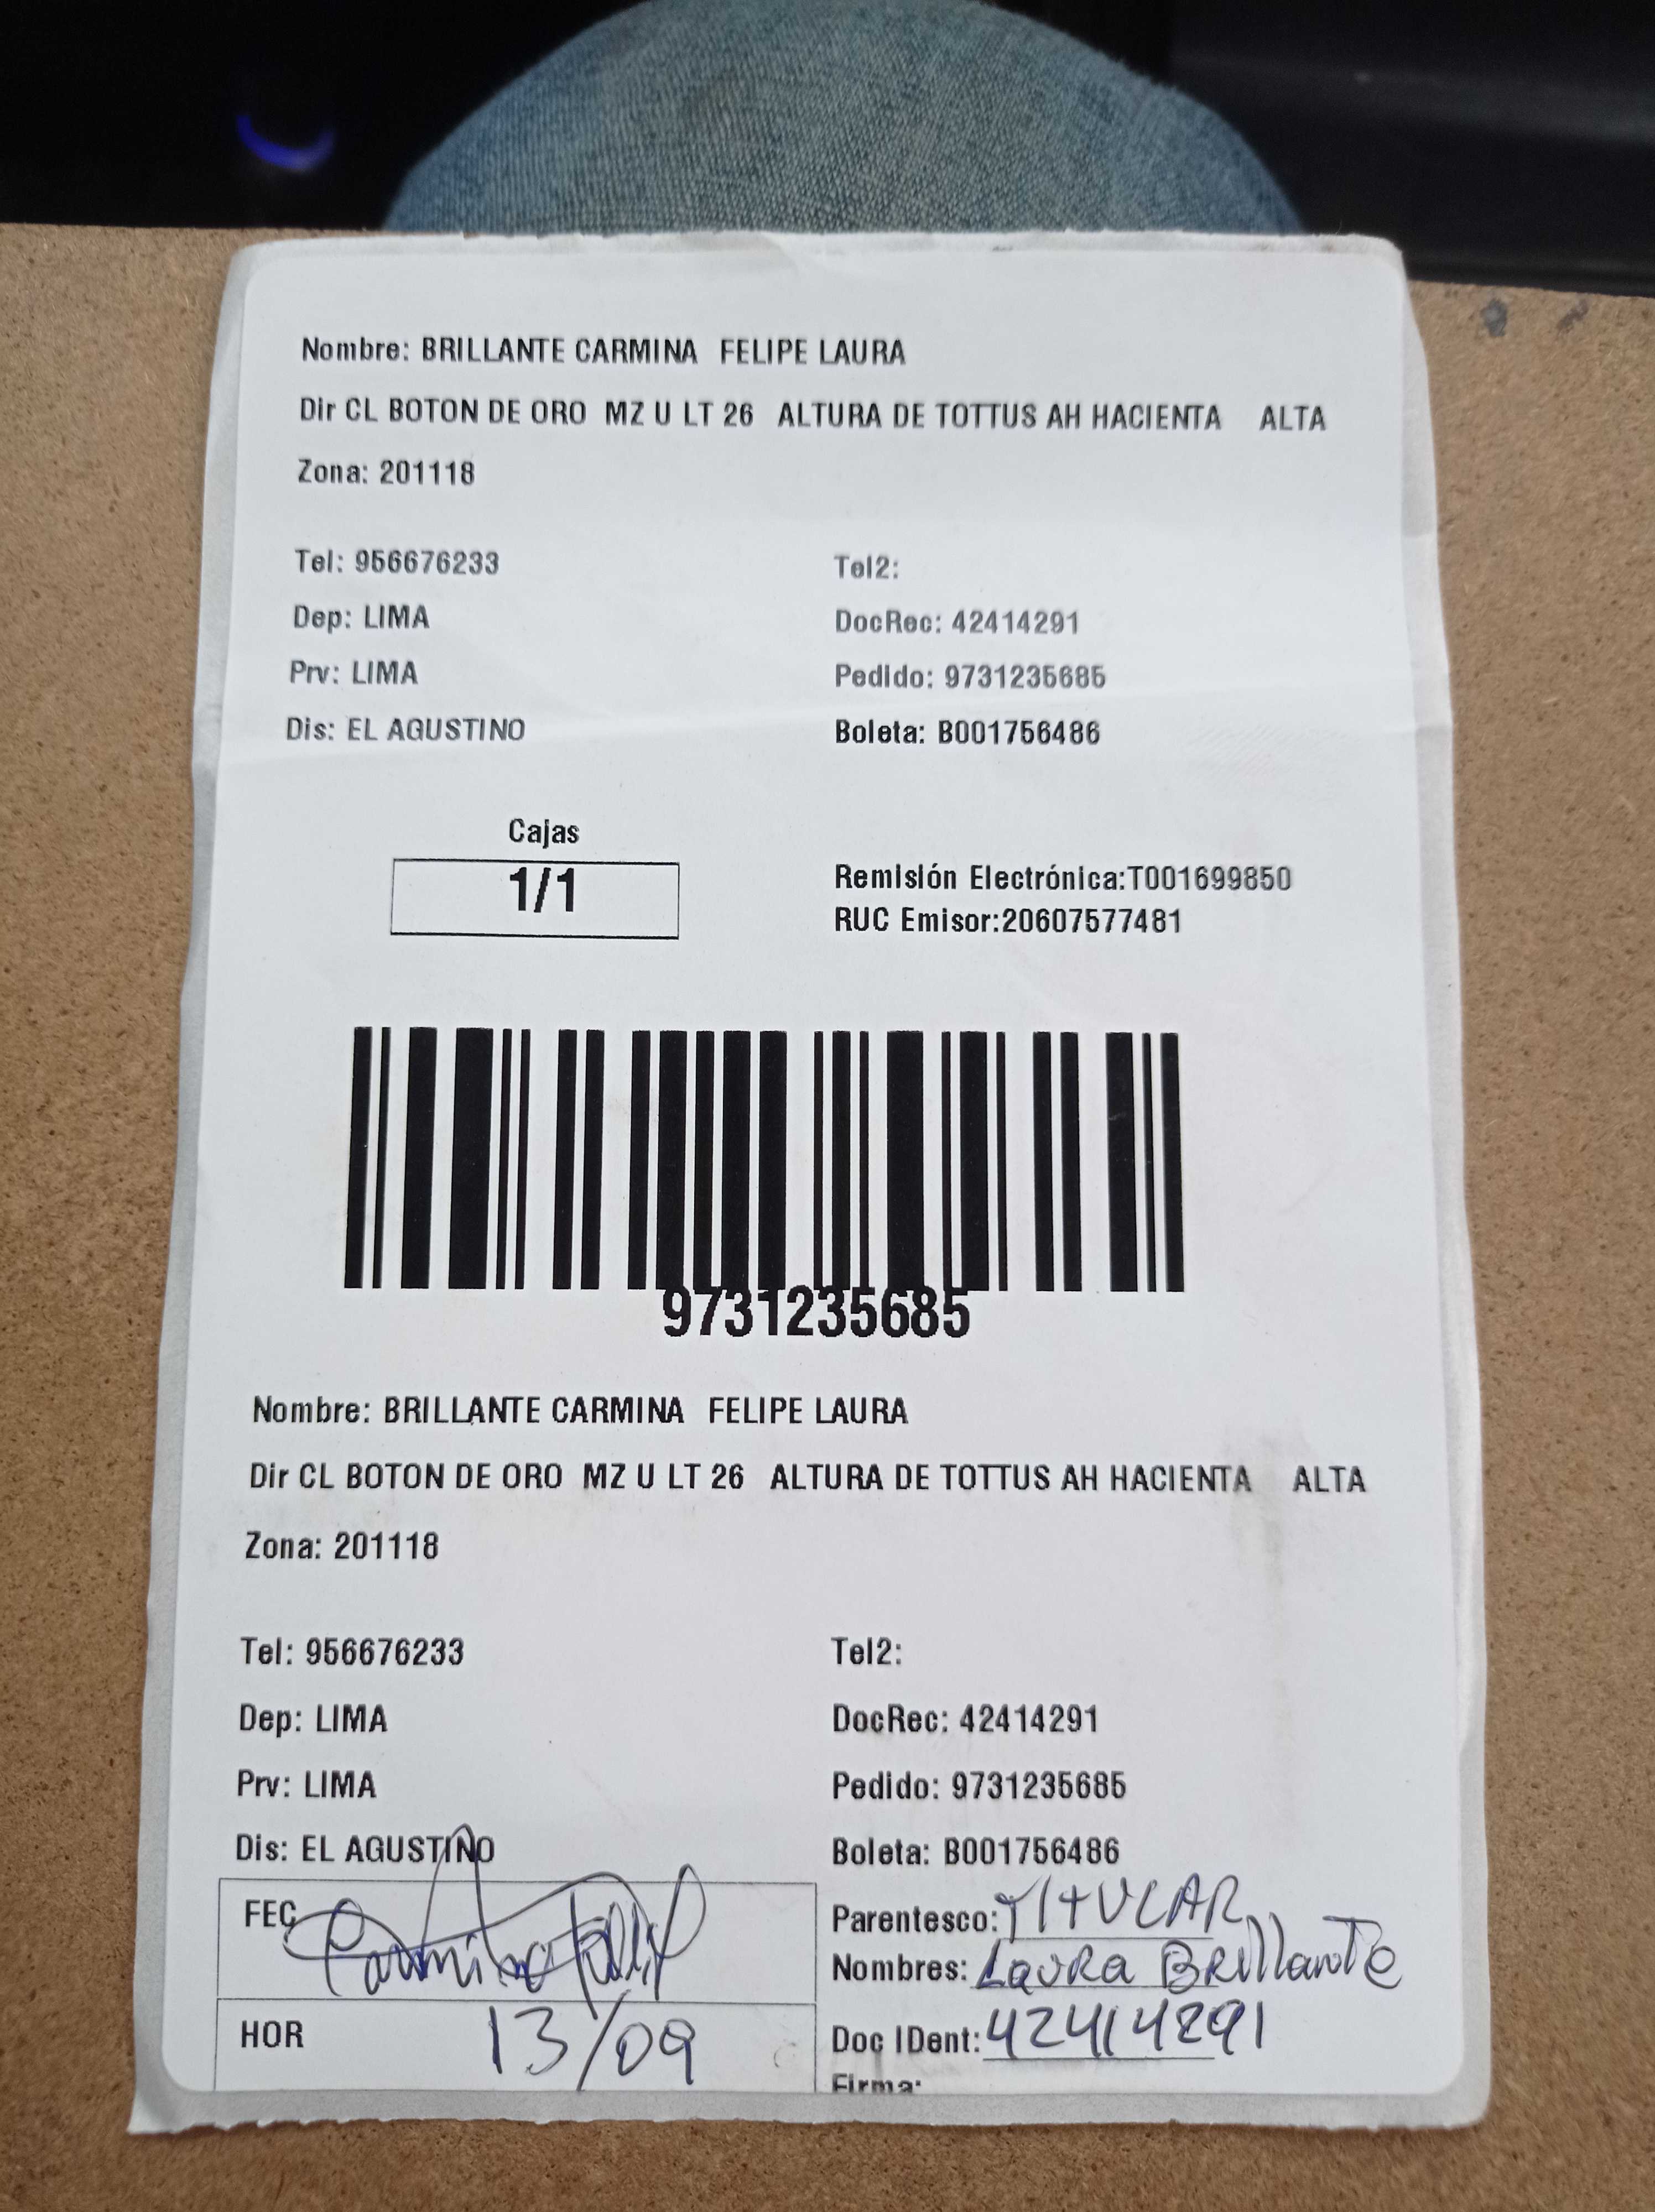 Nombre: BRILLANTE CARMINA FELIPE LAURA
Dir CL BOTON DE ORO MZ U LT 26 ALTURA DE TOTTUS AH HACIENTA ALTA
Zona: 201118
Tel: 956676233 Tel2:
Dep: LIMA DocRec: 42414291
Prv: LIMA Pedido: 9731235685
Dis: EL AGUSTINO Boleta: B001756486
Cajas
1/1
Remisión Electrónica:T001699850
RUC Emisor:20607577481
9731235685
Nombre: BRILLANTE CARMINA FELIPE LAURA
Dir CL BOTON DE ORO MZ U LT 26 ALTURA DE TOTTUS AH HACIENTA ALTA
Zona: 201118
Tel: 956676233 Tel2:
Dep: LIMA DocRec: 42414291
Prv: LIMA Pedido: 9731235685
Dis: EL AGUSTINO Boleta: B001756486
FEC Parentesco: TITULAR
Nombres: Laura Brillante
HOR 13/09 Doc IDent: 42414291
Firma: